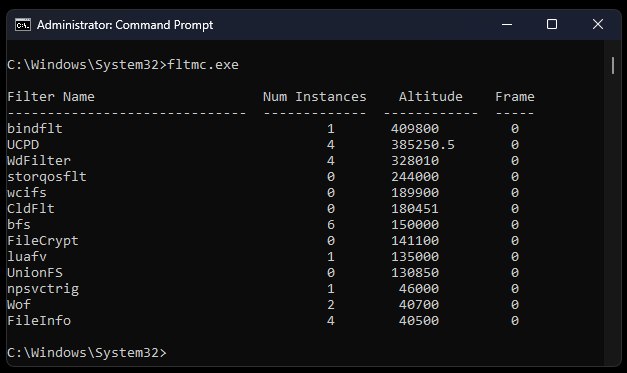 Administrator: Command Prompt
C:\Windows\System32>fltmc.exe
Filter Name                     Num Instances    Altitude    Frame
------------------------------  -------------  ------------  -----
bindflt                                 1       409800         0
UCPD                                    4       385250.5       0
WdFilter                                4       328010         0
storqosflt                              0       244000         0
wcifs                                   0       189900         0
CldFlt                                  0       180451         0
bfs                                     6       150000         0
FileCrypt                               0       141100         0
luafv                                   1       135000         0
UnionFS                                 0       130850         0
npsvctrig                               1        46000         0
Wof                                     2        40700         0
FileInfo                                4        40500         0
C:\Windows\System32>